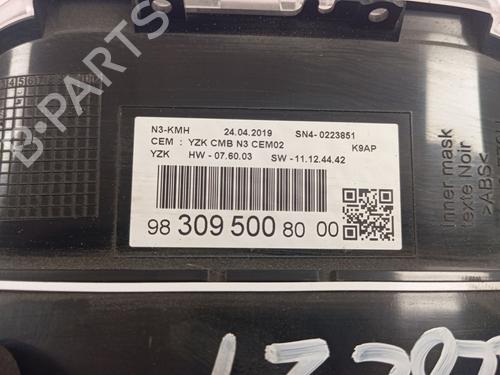 N3-KMH 24.04.2019 SN4-0223851
CEM : YZK CMB N3 CEM02 K9AP
YZK HW -07.60.03 SW -11.12.44.42
98 309 500 80 00
inner mask
texte Noir
>ABS<